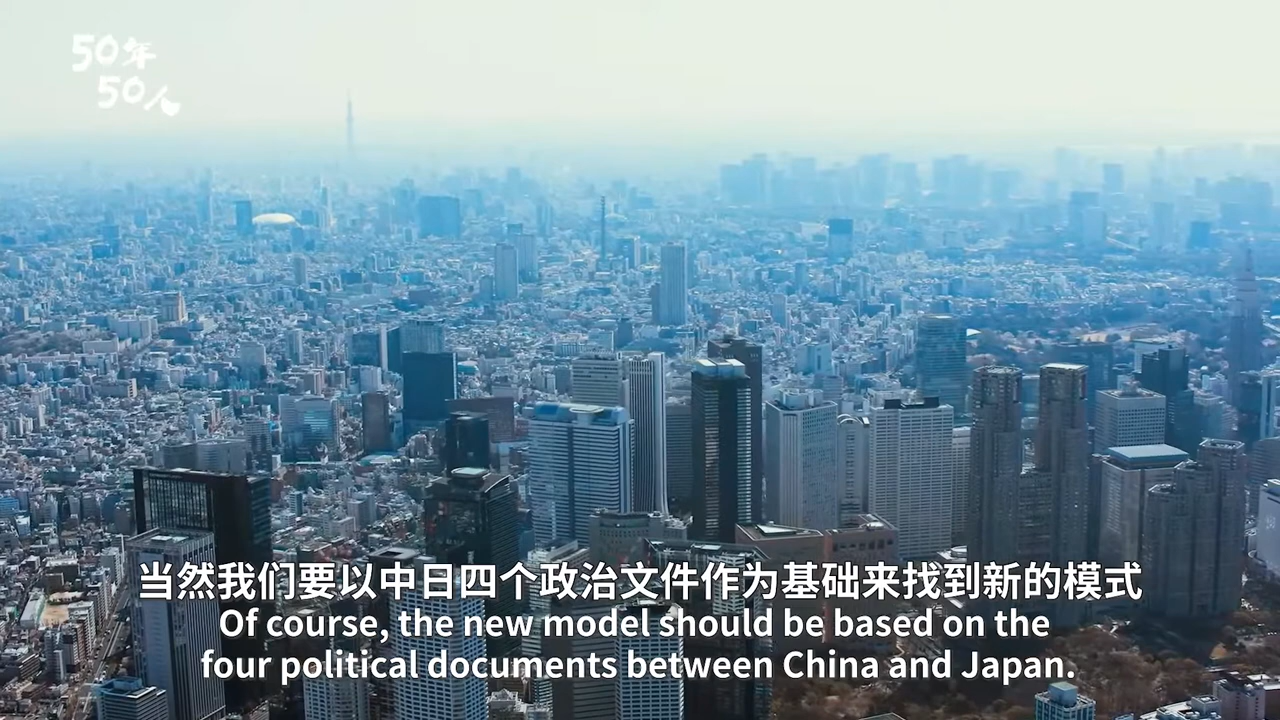 50年
50人
当然我们要以中日四个政治文件作为基础来找到新的模式
Of course, the new model should be based on the
four political documents between China and Japan.